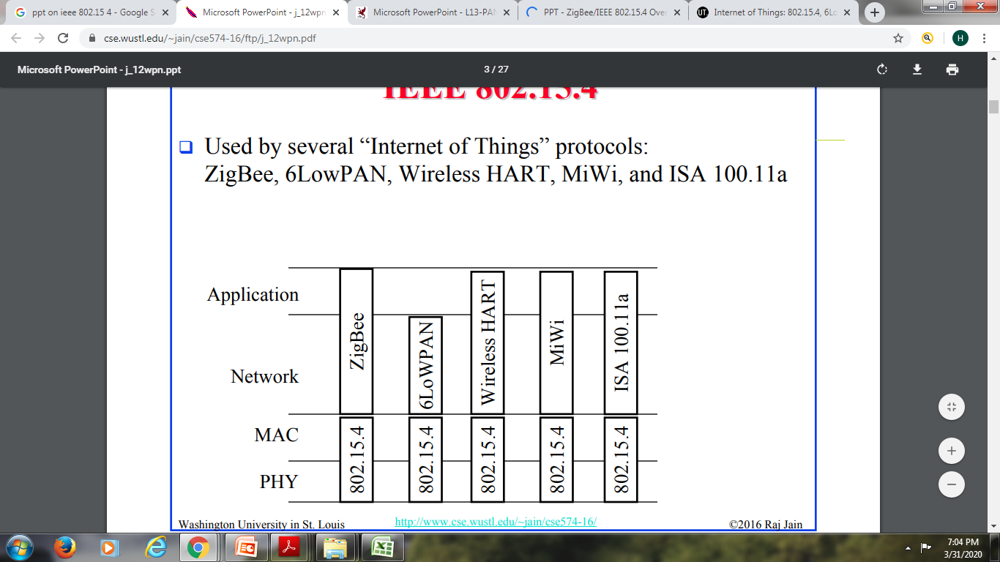 ppt on ieee 802.15 4 - Google S
Microsoft PowerPoint - j_12wpn
Microsoft PowerPoint - L13-PAN
PPT - ZigBee/IEEE 802.15.4 Over
Internet of Things: 802.15.4, 6Lo
cse.wustl.edu/~jain/cse574-16/ftp/j_12wpn.pdf
H
Microsoft PowerPoint - j_12wpn.ppt
3 / 27
IEEE 802.15.4
Used by several “Internet of Things” protocols:
ZigBee, 6LowPAN, Wireless HART, MiWi, and ISA 100.11a
Application
Network
MAC
PHY
ZigBee
6LoWPAN
Wireless HART
MiWi
ISA 100.11a
802.15.4
802.15.4
802.15.4
802.15.4
802.15.4
Washington University in St. Louis
http://www.cse.wustl.edu/~jain/cse574-16/
©2016 Raj Jain
7:04 PM
3/31/2020